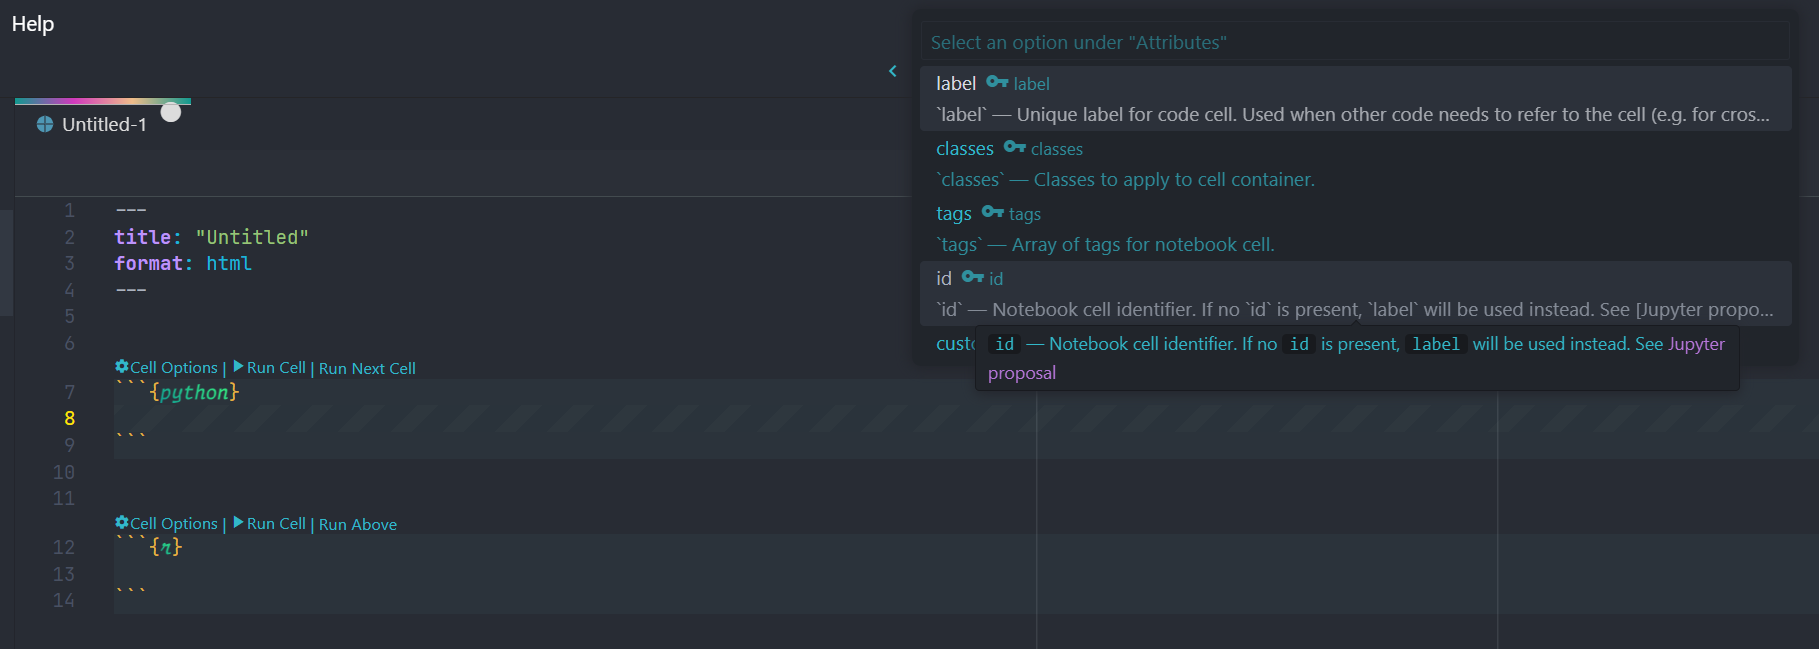 Help
Untitled-1
1 ---
2 title: "Untitled"
3 format: html
4 ---
5
6
Cell Options | Run Cell | Run Next Cell
7 ```{python}
8
9 ```
10
11
Cell Options | Run Cell | Run Above
12 ```{r}
13
14 ```
Select an option under "Attributes"
label label
`label` — Unique label for code cell. Used when other code needs to refer to the cell (e.g. for cros...
classes classes
`classes` — Classes to apply to cell container.
tags tags
`tags` — Array of tags for notebook cell.
id id
`id` — Notebook cell identifier. If no `id` is present, `label` will be used instead. See [Jupyter propo...
custo
id — Notebook cell identifier. If no id is present, label will be used instead. See Jupyter
proposal